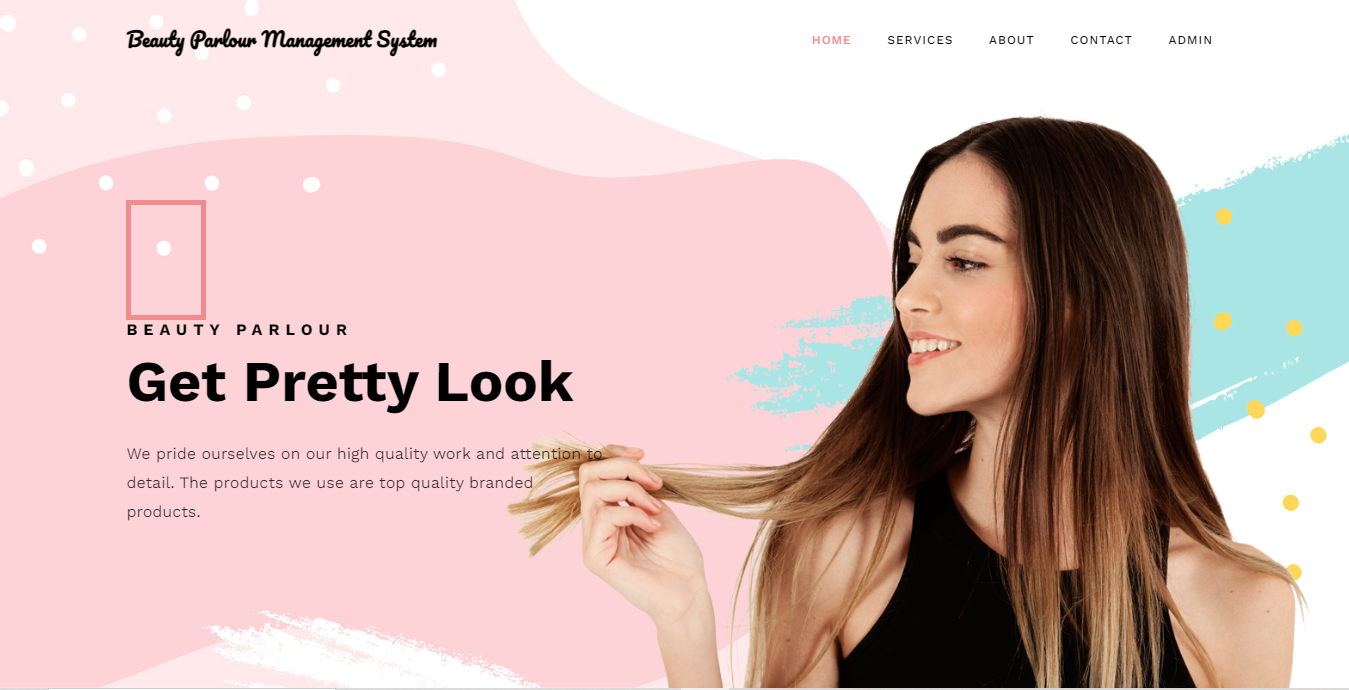 Beauty Parlour Management System
HOME SERVICES ABOUT CONTACT ADMIN
BEAUTY PARLOUR
Get Pretty Look
We pride ourselves on our high quality work and attention to
detail. The products we use are top quality branded
products.